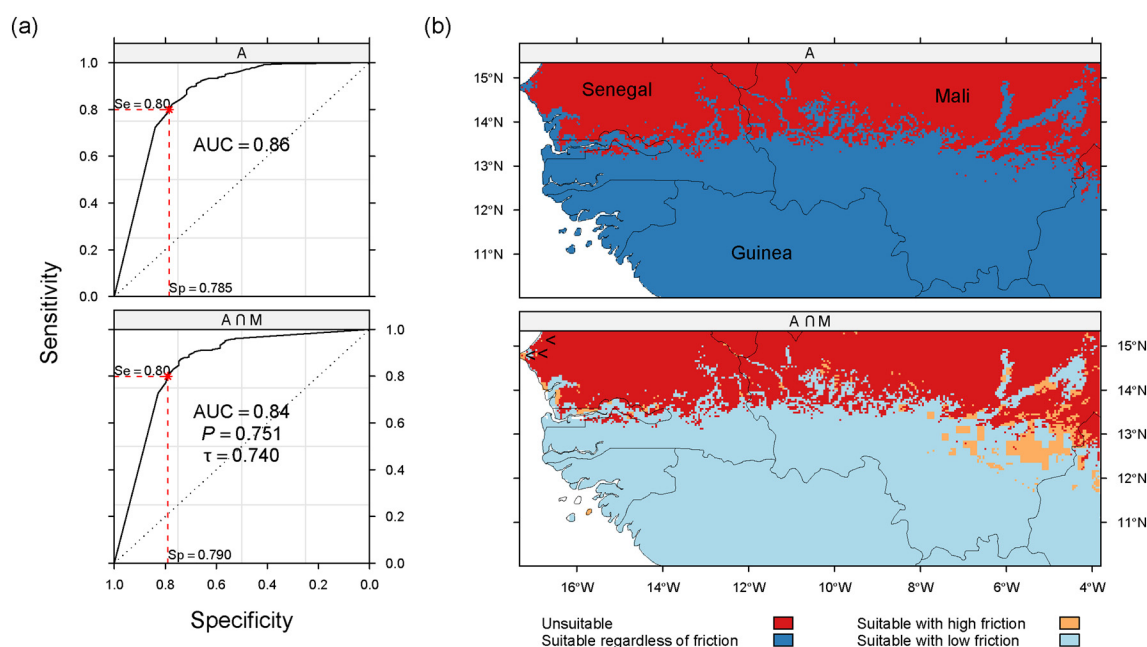 (a)
A
Sensitivity
1.0
0.8
0.6
0.4
0.2
0.0
Se = 0.80
AUC = 0.86
Sp = 0.785
A ∩ M
1.0
0.8
0.6
0.4
0.2
0.0
Se = 0.80
AUC = 0.84
P = 0.751
τ = 0.740
Sp = 0.790
1.0 0.8 0.6 0.4 0.2 0.0
Specificity
(b)
A
Senegal Mali
Guinea
15°N
14°N
13°N
12°N
11°N
A ∩ M
< < <
15°N
14°N
13°N
12°N
11°N
16°W 14°W 12°W 10°W 8°W 6°W 4°W
Unsuitable Suitable with high friction
Suitable regardless of friction Suitable with low friction